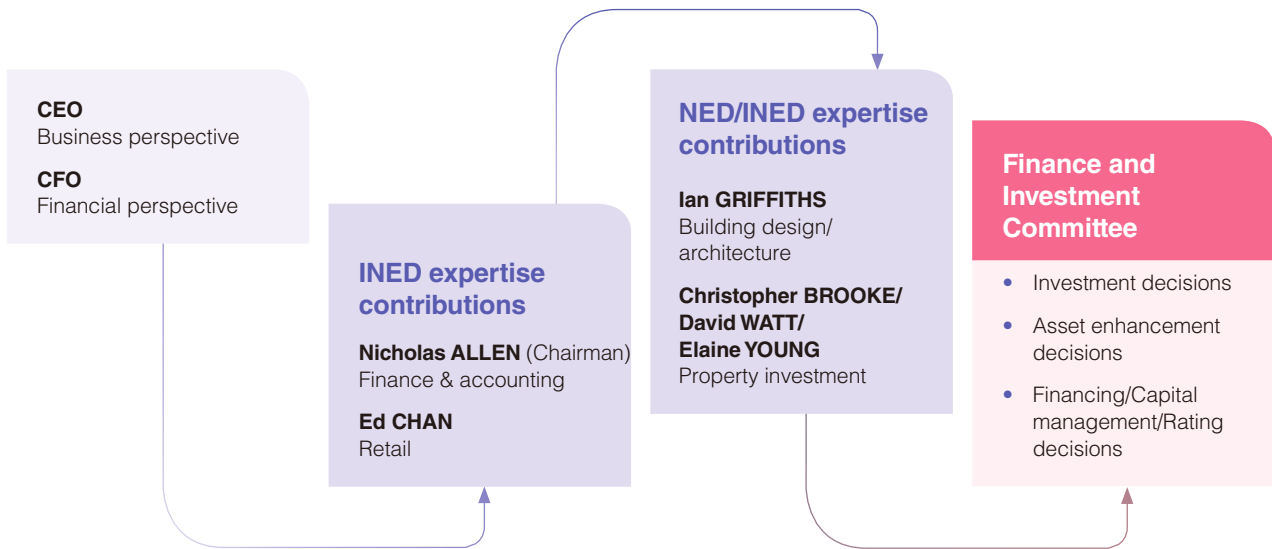 CEO
Business perspective
CFO
Financial perspective
INED expertise
contributions
Nicholas ALLEN (Chairman)
Finance & accounting
Ed CHAN
Retail
NED/INED expertise
contributions
Ian GRIFFITHS
Building design/
architecture
Christopher BROOKE/
David WATT/
Elaine YOUNG
Property investment
Finance and
Investment
Committee
• Investment decisions
• Asset enhancement
decisions
• Financing/Capital
management/Rating
decisions